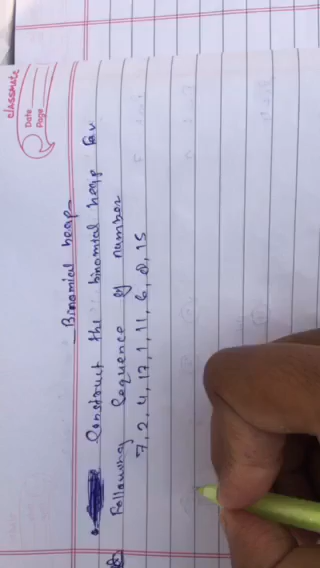 classmate
Date
Page
Binomial heap
Construct the binomial heap for
Following Sequence of number
7, 2, 4, 17, 1, 11, 6, 8, 15